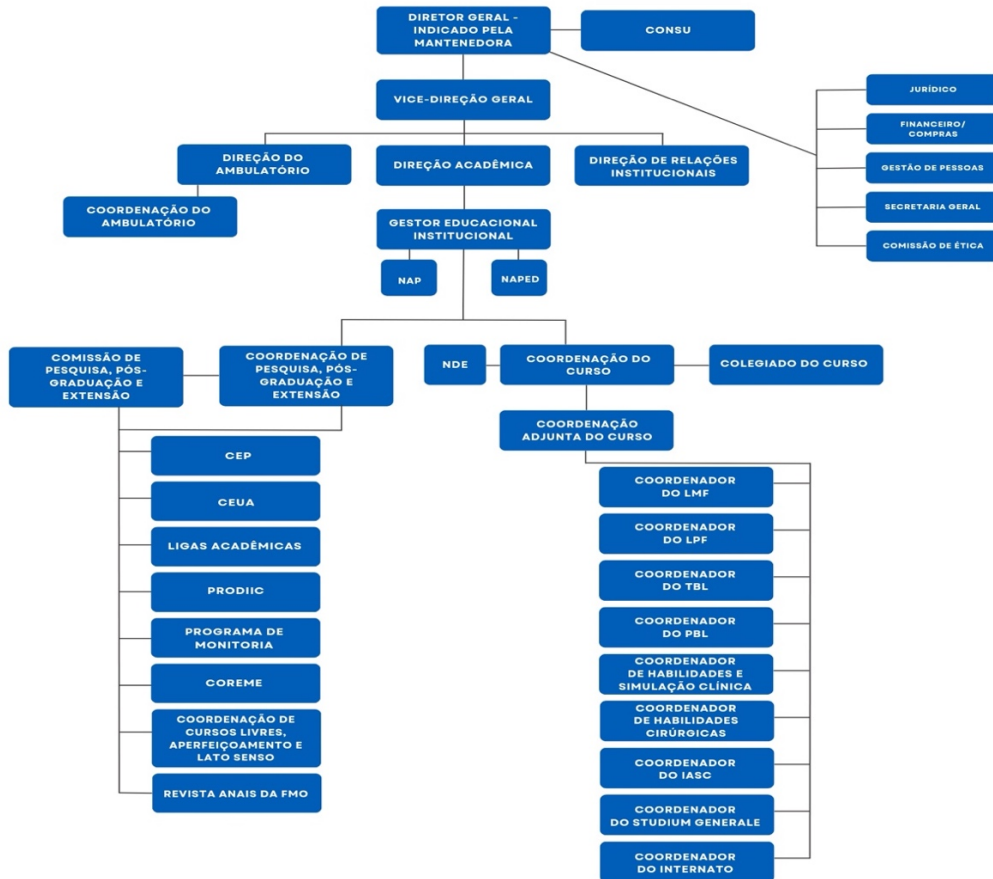 DIRETOR GERAL -
INDICADO PELA
MANTENEDORA
CONSU
VICE-DIREÇÃO GERAL
JURÍDICO
FINANCEIRO/
COMPRAS
GESTÃO DE PESSOAS
SECRETARIA GERAL
COMISSÃO DE ÉTICA
DIREÇÃO DO
AMBULATÓRIO
DIREÇÃO ACADÊMICA
DIREÇÃO DE RELAÇÕES
INSTITUCIONAIS
COORDENAÇÃO DO
AMBULATÓRIO
GESTOR EDUCACIONAL
INSTITUCIONAL
NAP
NAPED
COMISSÃO DE
PESQUISA, PÓS-
GRADUAÇÃO E
EXTENSÃO
COORDENAÇÃO DE
PESQUISA, PÓS-
GRADUAÇÃO E
EXTENSÃO
NDE
COORDENAÇÃO DO
CURSO
COLEGIADO DO CURSO
COORDENAÇÃO
ADJUNTA DO CURSO
CEP
CEUA
LIGAS ACADÊMICAS
PRODIIC
PROGRAMA DE
MONITORIA
COREME
COORDENAÇÃO DE
CURSOS LIVRES,
APERFEIÇOAMENTO E
LATO SENSO
REVISTA ANAIS DA FMO
COORDENADOR
DO LMF
COORDENADOR
DO LPF
COORDENADOR
DO TBL
COORDENADOR
DO PBL
COORDENADOR
DE HABILIDADES E
SIMULAÇÃO CLÍNICA
COORDENADOR
DE HABILIDADES
CIRÚRGICAS
COORDENADOR
DO IASC
COORDENADOR
DO STUDIUM GENERALE
COORDENADOR
DO INTERNATO